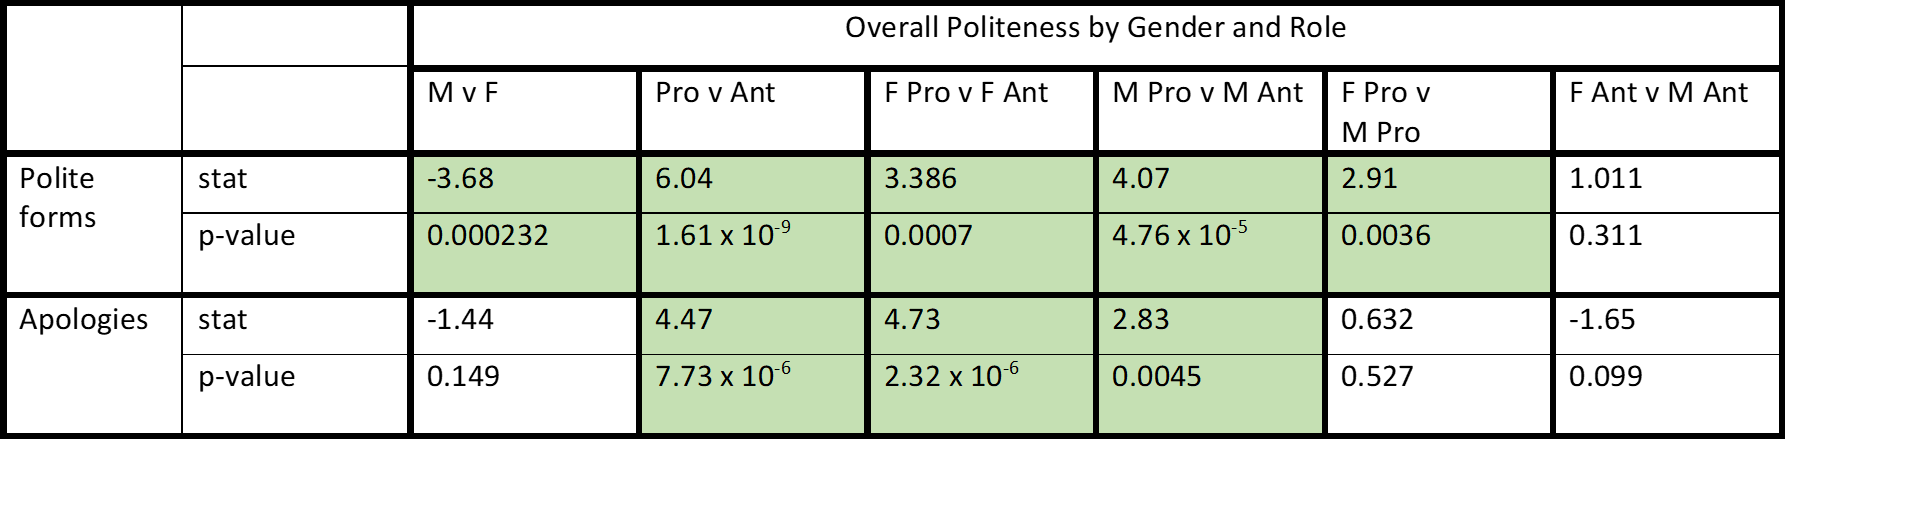 Overall Politeness by Gender and Role
M v F Pro v Ant F Pro v F Ant M Pro v M Ant F Pro v F Ant v M Ant
M Pro
Polite stat -3.68 6.04 3.386 4.07 2.91 1.011
forms
p-value 0.000232 1.61 x 10⁻⁹ 0.0007 4.76 x 10⁻⁵ 0.0036 0.311
Apologies stat -1.44 4.47 4.73 2.83 0.632 -1.65
p-value 0.149 7.73 x 10⁻⁶ 2.32 x 10⁻⁶ 0.0045 0.527 0.099